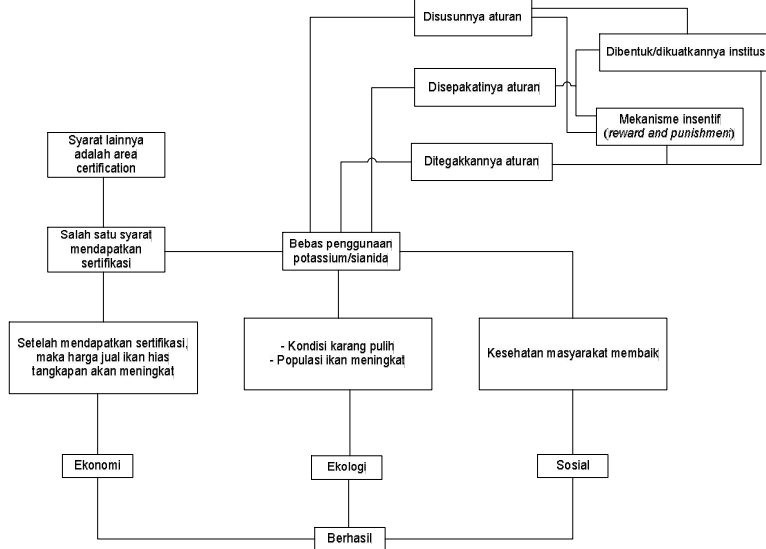 Disusunnya aturan
Dibentuk/dikuatkannya institus
Disepakatinya aturan
Mekanisme insentif
(reward and punishment)
Ditegakkannya aturan
Syarat lainnya
adalah area
certification
Salah satu syarat
mendapatkan
sertifikasi
Bebas penggunaan
potassium/sianida
Setelah mendapatkan sertifikasi,
maka harga jual ikan hias
tangkapan akan meningkat
- Kondisi karang pulih
- Populasi ikan meningkat
Kesehatan masyarakat membaik
Ekonomi
Ekologi
Sosial
Berhasil